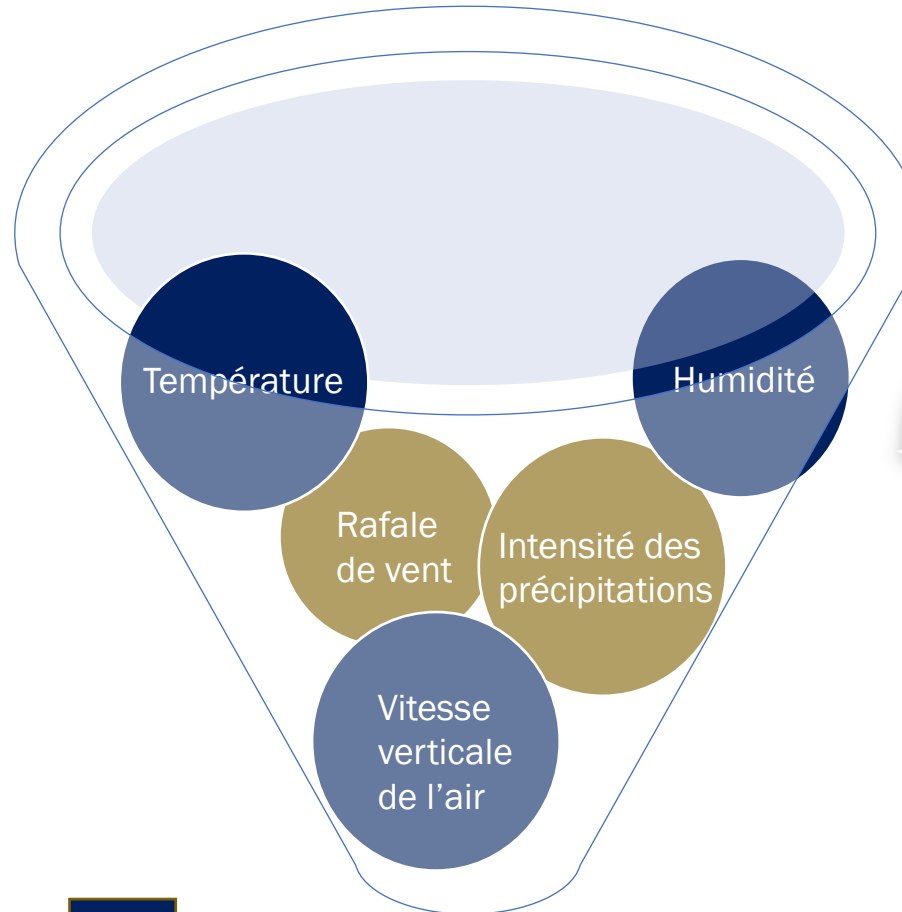 Température
Humidité
Rafale
de vent
Intensité des
précipitations
Vitesse
verticale
de l'air